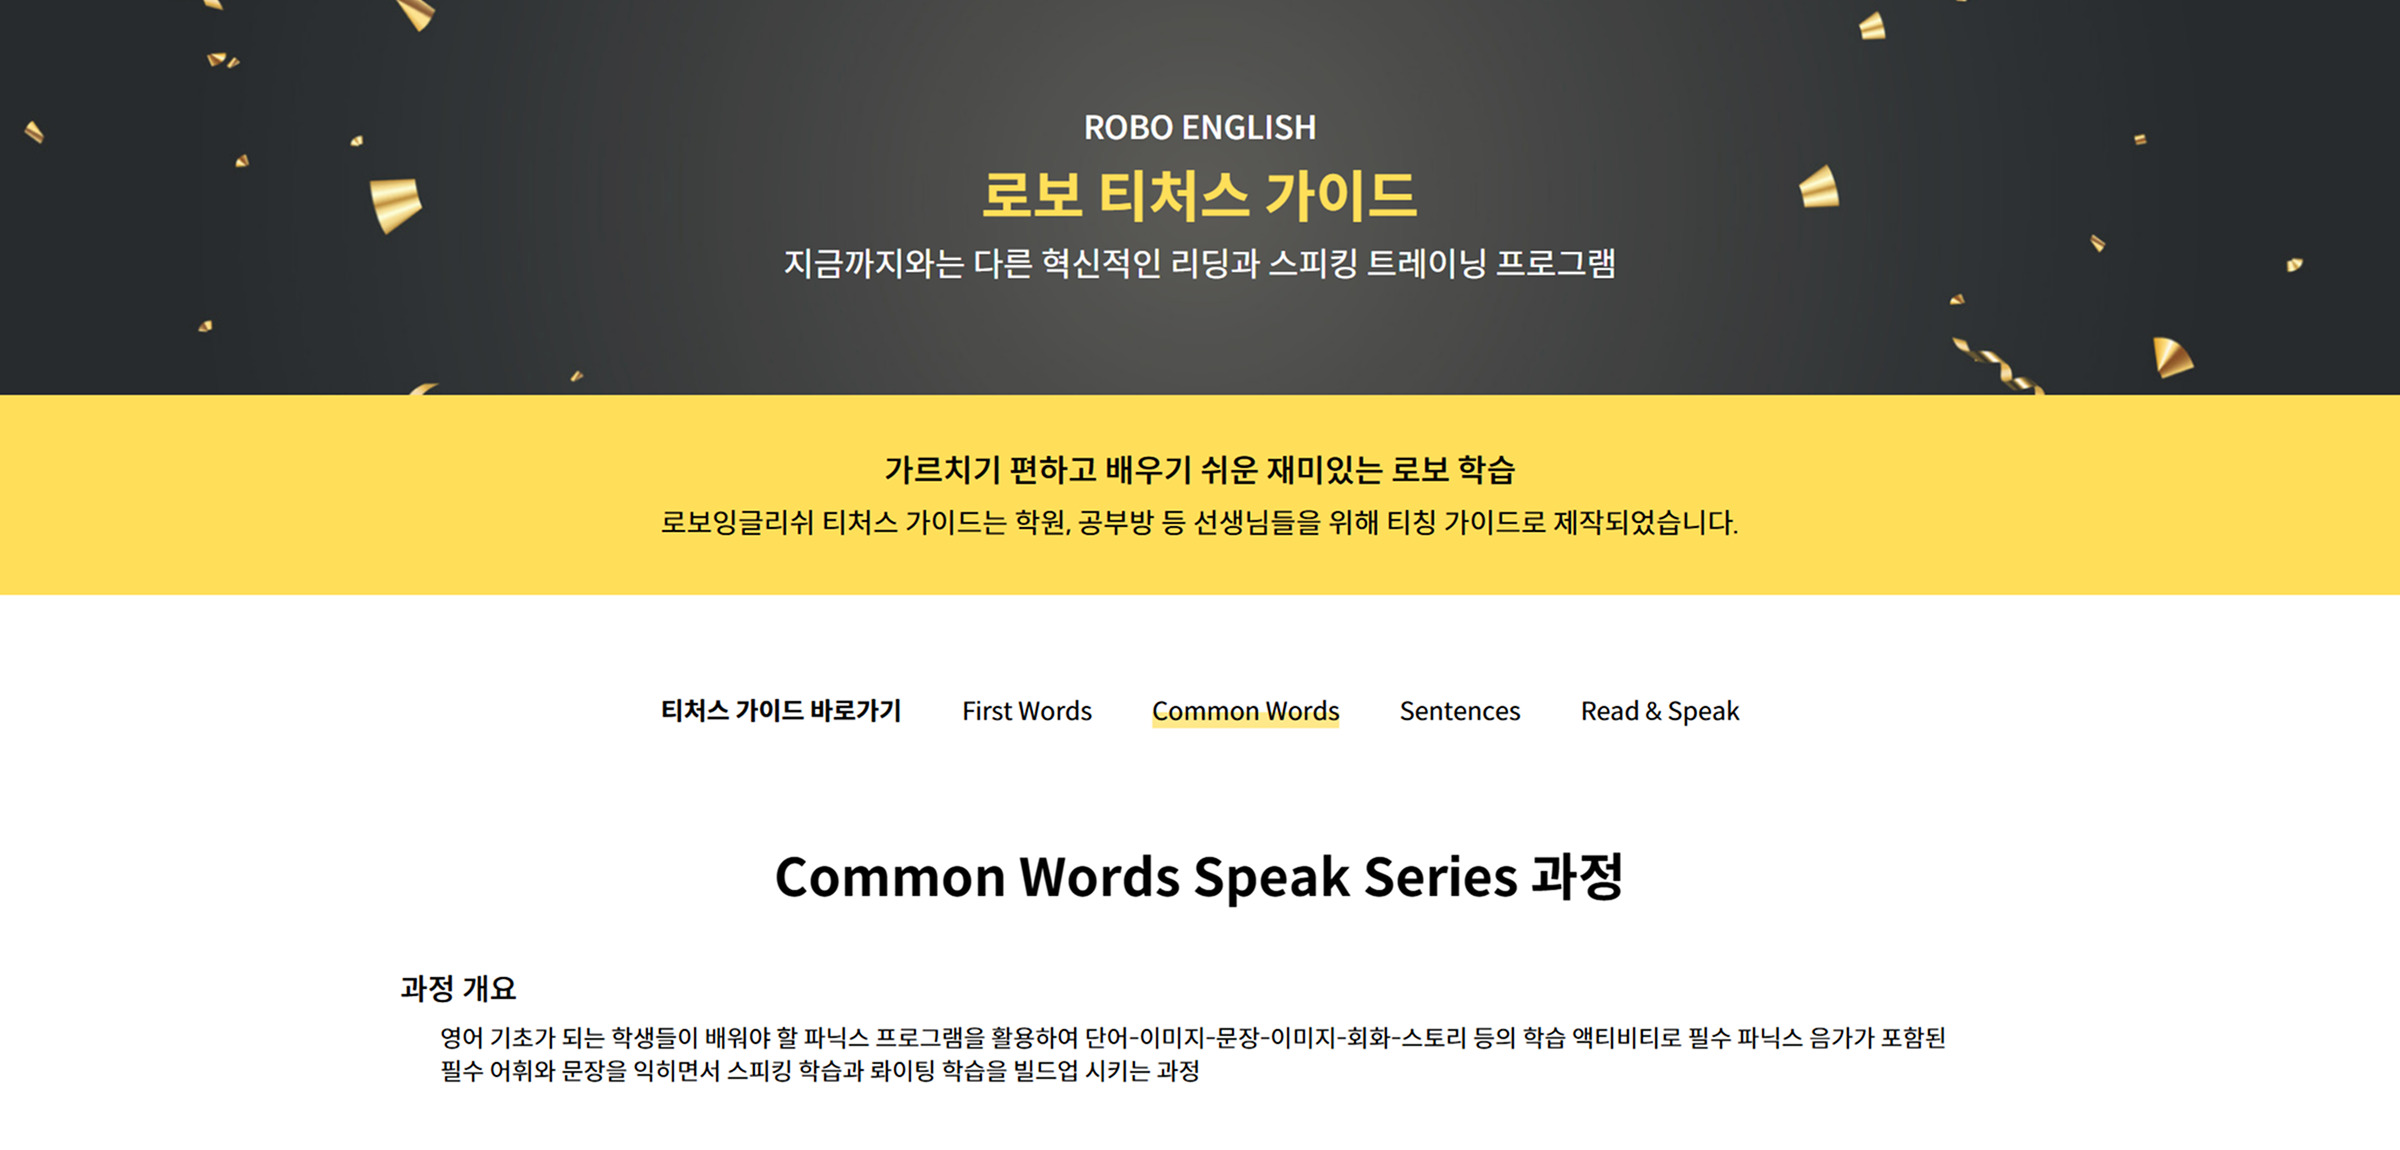 ROBO ENGLISH
로보 티처스 가이드
지금까지와는 다른 혁신적인 리딩과 스피킹 트레이닝 프로그램
가르치기 편하고 배우기 쉬운 재미있는 로보 학습
로보잉글리쉬 티처스 가이드는 학원, 공부방 등 선생님들을 위해 티칭 가이드로 제작되었습니다.
티처스 가이드 바로가기 First Words Common Words Sentences Read & Speak
Common Words Speak Series 과정
과정 개요
영어 기초가 되는 학생들이 배워야 할 파닉스 프로그램을 활용하여 단어-이미지-문장-이미지-회화-스토리 등의 학습 액티비티로 필수 파닉스 음가가 포함된
필수 어휘와 문장을 익히면서 스피킹 학습과 롸이팅 학습을 빌드업 시키는 과정